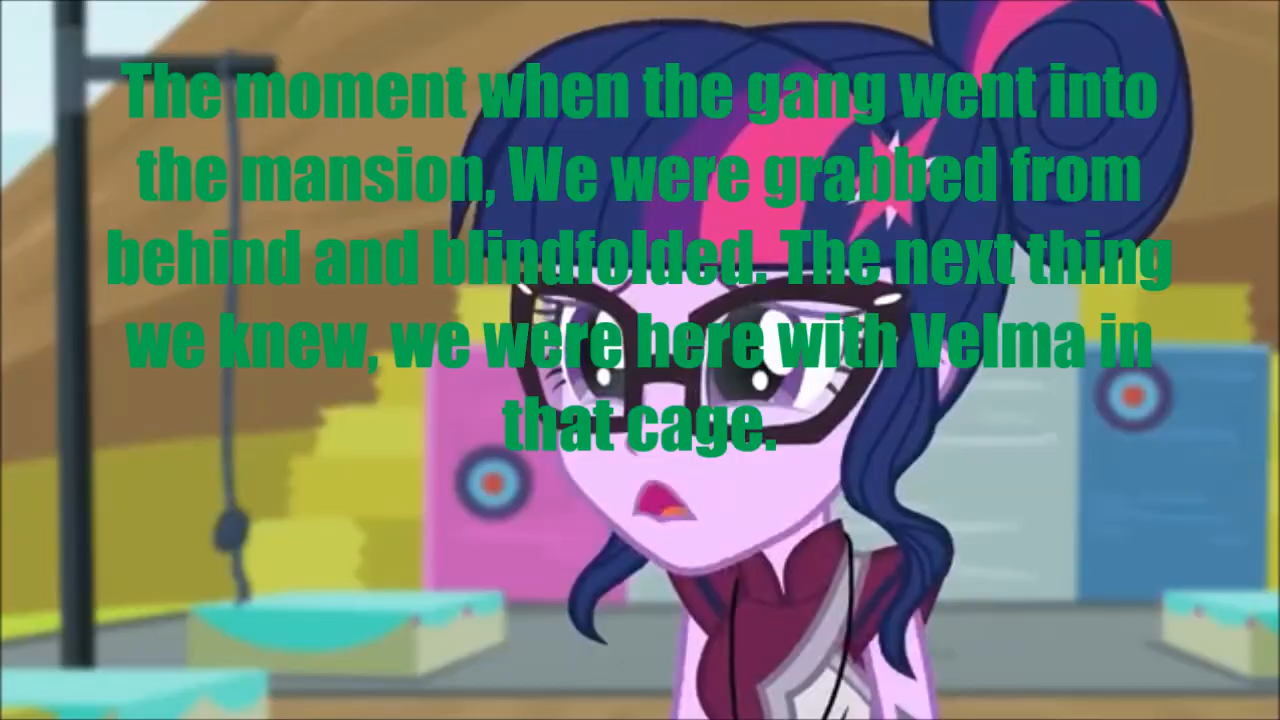 The moment when the gang went into
the mansion, We were grabbed from
behind and blindfolded. The next thing
we knew, we were here with Velma in
that cage.